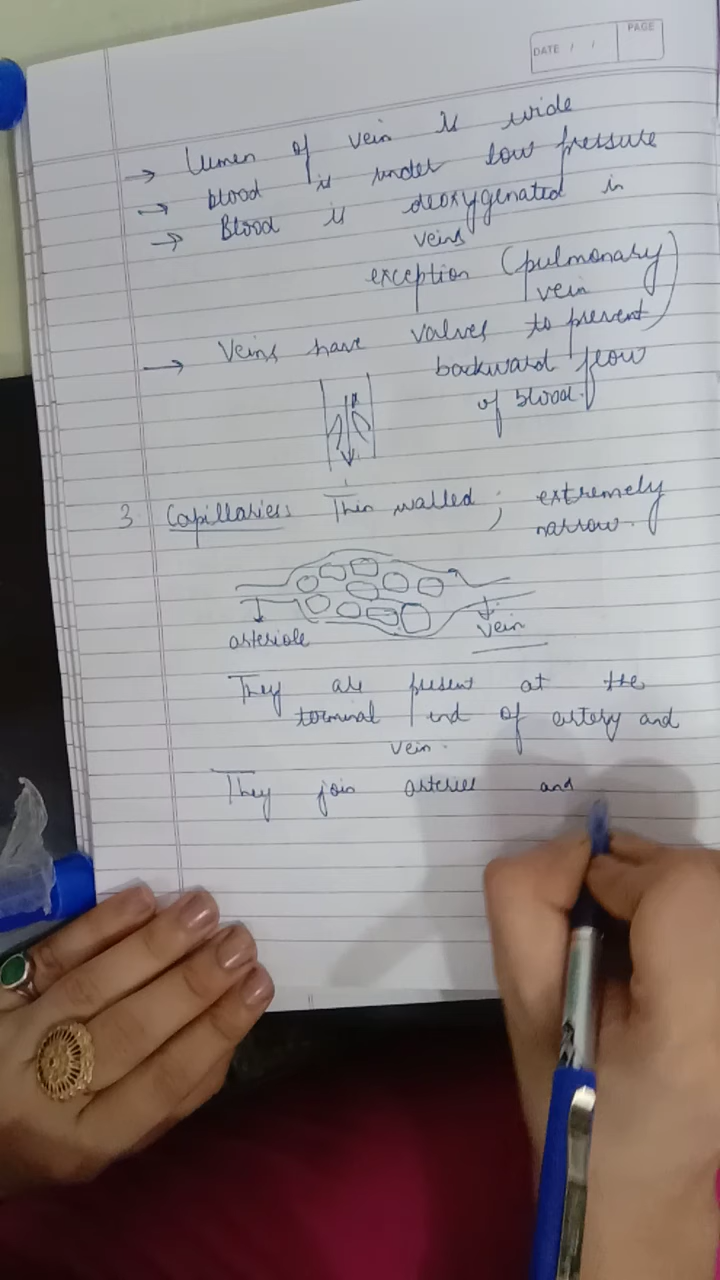 DATE / / PAGE
→ Lumen of vein is wide
→ blood is under low pressure
→ Blood is deoxygenated in
veins
exception (pulmonary
vein)
→ Veins have valves to prevent
backward flow
of blood.
3 Capillaries: Thin walled ; extremely
narrow.
arteriole vein
They are present at the
terminal end of artery and
vein.
They join arteries and